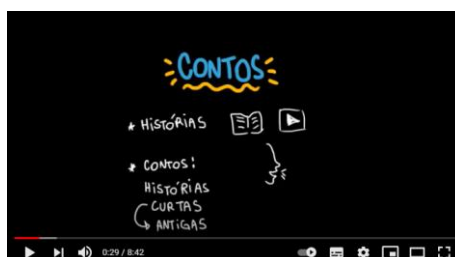 CONTOS
* HISTÓRIAS
* CONTOS:
HISTÓRIAS
CURTAS
ANTIGAS
0:29 / 8:42